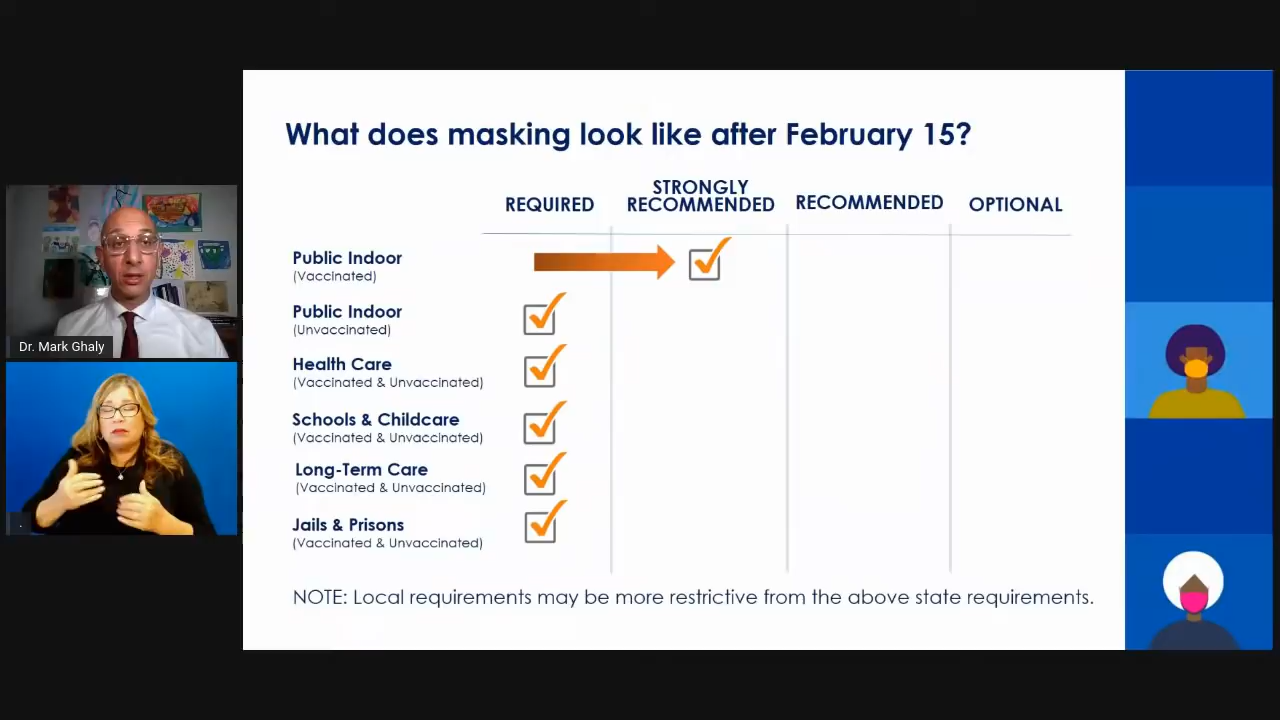 What does masking look like after February 15?
REQUIRED
STRONGLY
RECOMMENDED
RECOMMENDED
OPTIONAL
Public Indoor
(Vaccinated)
Public Indoor
(Unvaccinated)
Health Care
(Vaccinated & Unvaccinated)
Schools & Childcare
(Vaccinated & Unvaccinated)
Long-Term Care
(Vaccinated & Unvaccinated)
Jails & Prisons
(Vaccinated & Unvaccinated)
NOTE: Local requirements may be more restrictive from the above state requirements.
Dr. Mark Ghaly
.